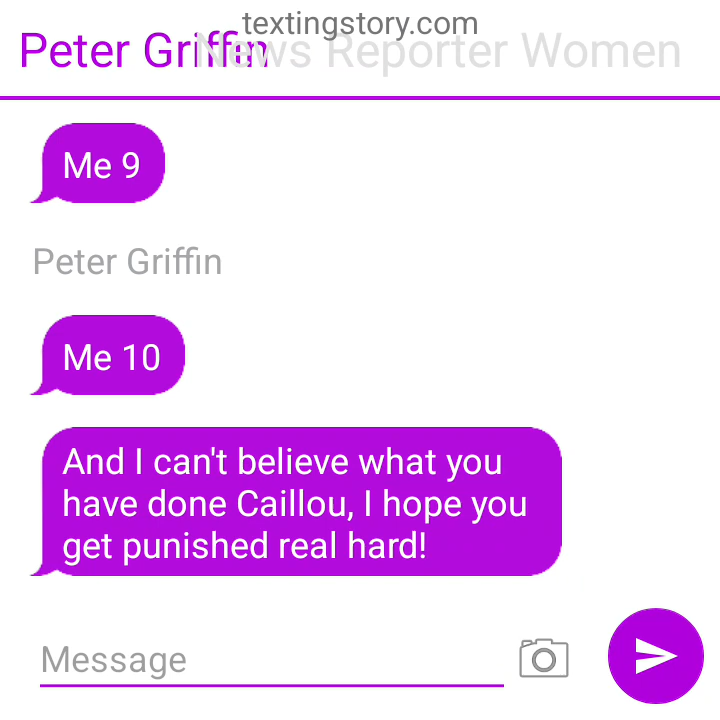 textingstory.com
Peter Griffin News Reporter Women
Me 9
Peter Griffin
Me 10
And I can't believe what you
have done Caillou, I hope you
get punished real hard!
Message